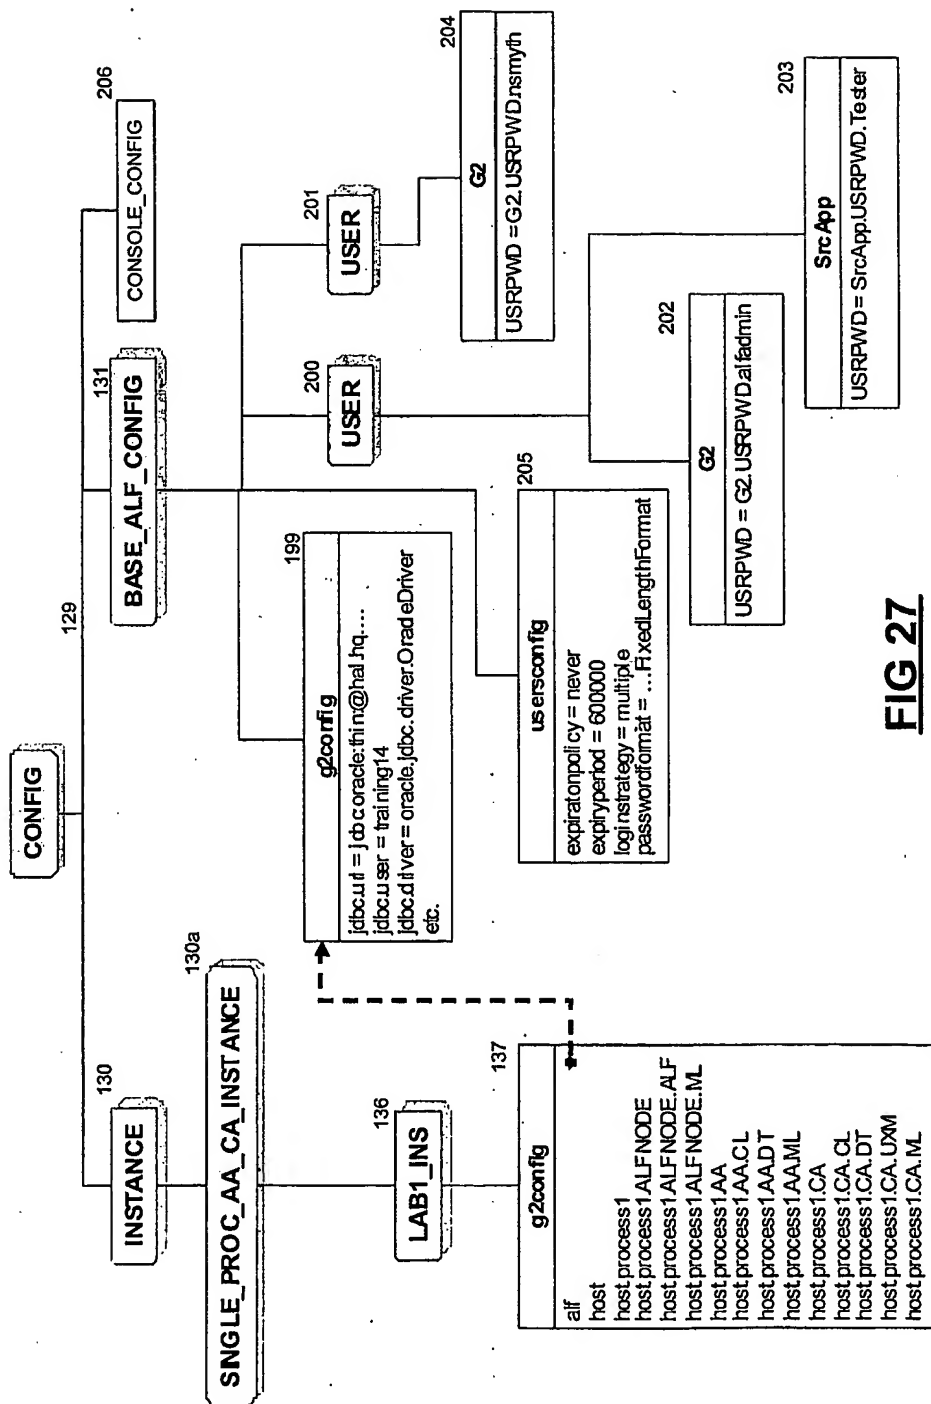 CONFIG
129
130
INSTANCE
131
BASE_ALF_CONFIG
206
CONSOLE_CONFIG
130a
SINGLE_PROC_AA_CA_INSTANCE
136
LAB1_INS
137
g2config
alf
host
host.process1
host.process1.ALFNODE
host.process1.ALFNODE.ALF
host.process1.ALFNODE.ML
host.process1.AA
host.process1.AA.CL
host.process1.AA.DT
host.process1.AA.ML
host.process1.CA
host.process1.CA.CL
host.process1.CA.DT
host.process1.CA.UXM
host.process1.CA.ML
199
g2config
jdbc.url = jdbc:oracle:thin:@hal.hq....
jdbc.user = training14
jdbc.driver = oracle.jdbc.driver.OracleDriver
etc.
205
usersconfig
expiratonpolicy = never
expiryperiod = 600000
loginstrategy = multiple
passwordformat = ...FixedLengthFormat
200
USER
201
USER
204
G2
USRPWD = G2.USRPWD.nsmyth
202
G2
USRPWD = G2.USRPWD.alfadmin
203
SrcApp
USRPWD = SrcApp.USRPWD.Tester
FIG 27